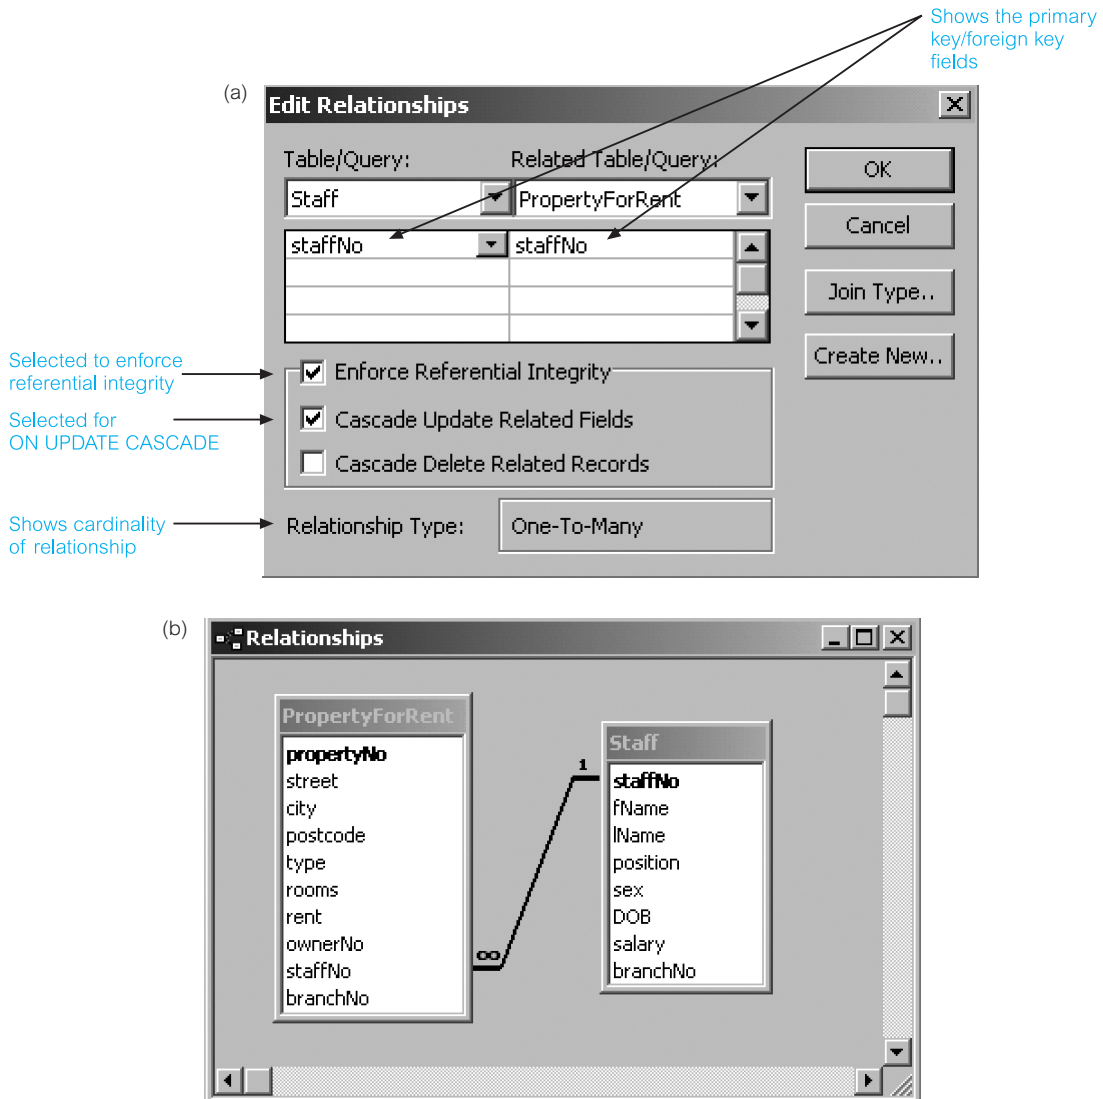 Shows the primary
key/foreign key
fields
(a)
Edit Relationships
Table/Query:
Related Table/Query:
OK
Staff
PropertyForRent
Cancel
staffNo
staffNo
Join Type..
Create New..
Selected to enforce
referential integrity
Enforce Referential Integrity
Selected for
ON UPDATE CASCADE
Cascade Update Related Fields
Cascade Delete Related Records
Shows cardinality
of relationship
Relationship Type:
One-To-Many
(b)
Relationships
PropertyForRent
propertyNo
street
city
postcode
type
rooms
rent
ownerNo
staffNo
branchNo
∞
1
Staff
staffNo
fName
lName
position
sex
DOB
salary
branchNo